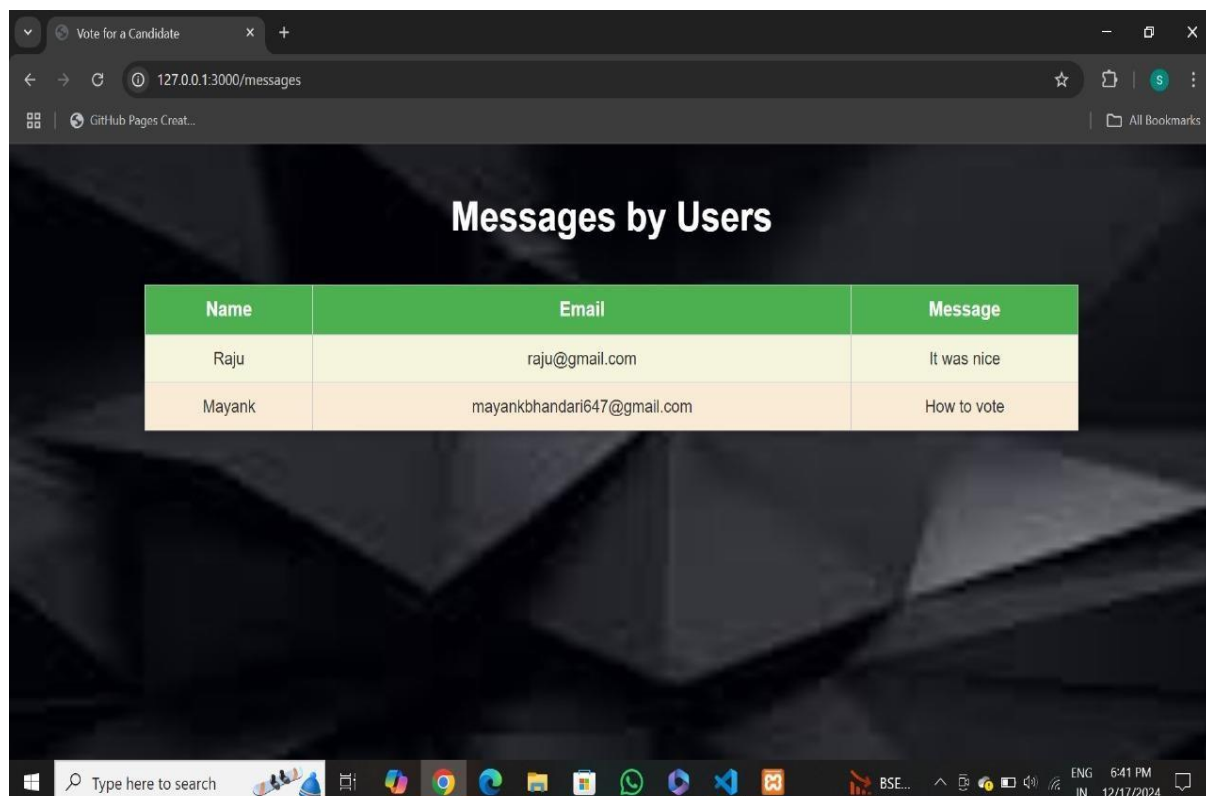 Vote for a Candidate
127.0.0.1:3000/messages
S
GitHub Pages Creat...
All Bookmarks
Messages by Users
Name Email Message
Raju raju@gmail.com It was nice
Mayank mayankbhandari647@gmail.com How to vote
Type here to search
BSE...
ENG 6:41 PM
IN 12/17/2024